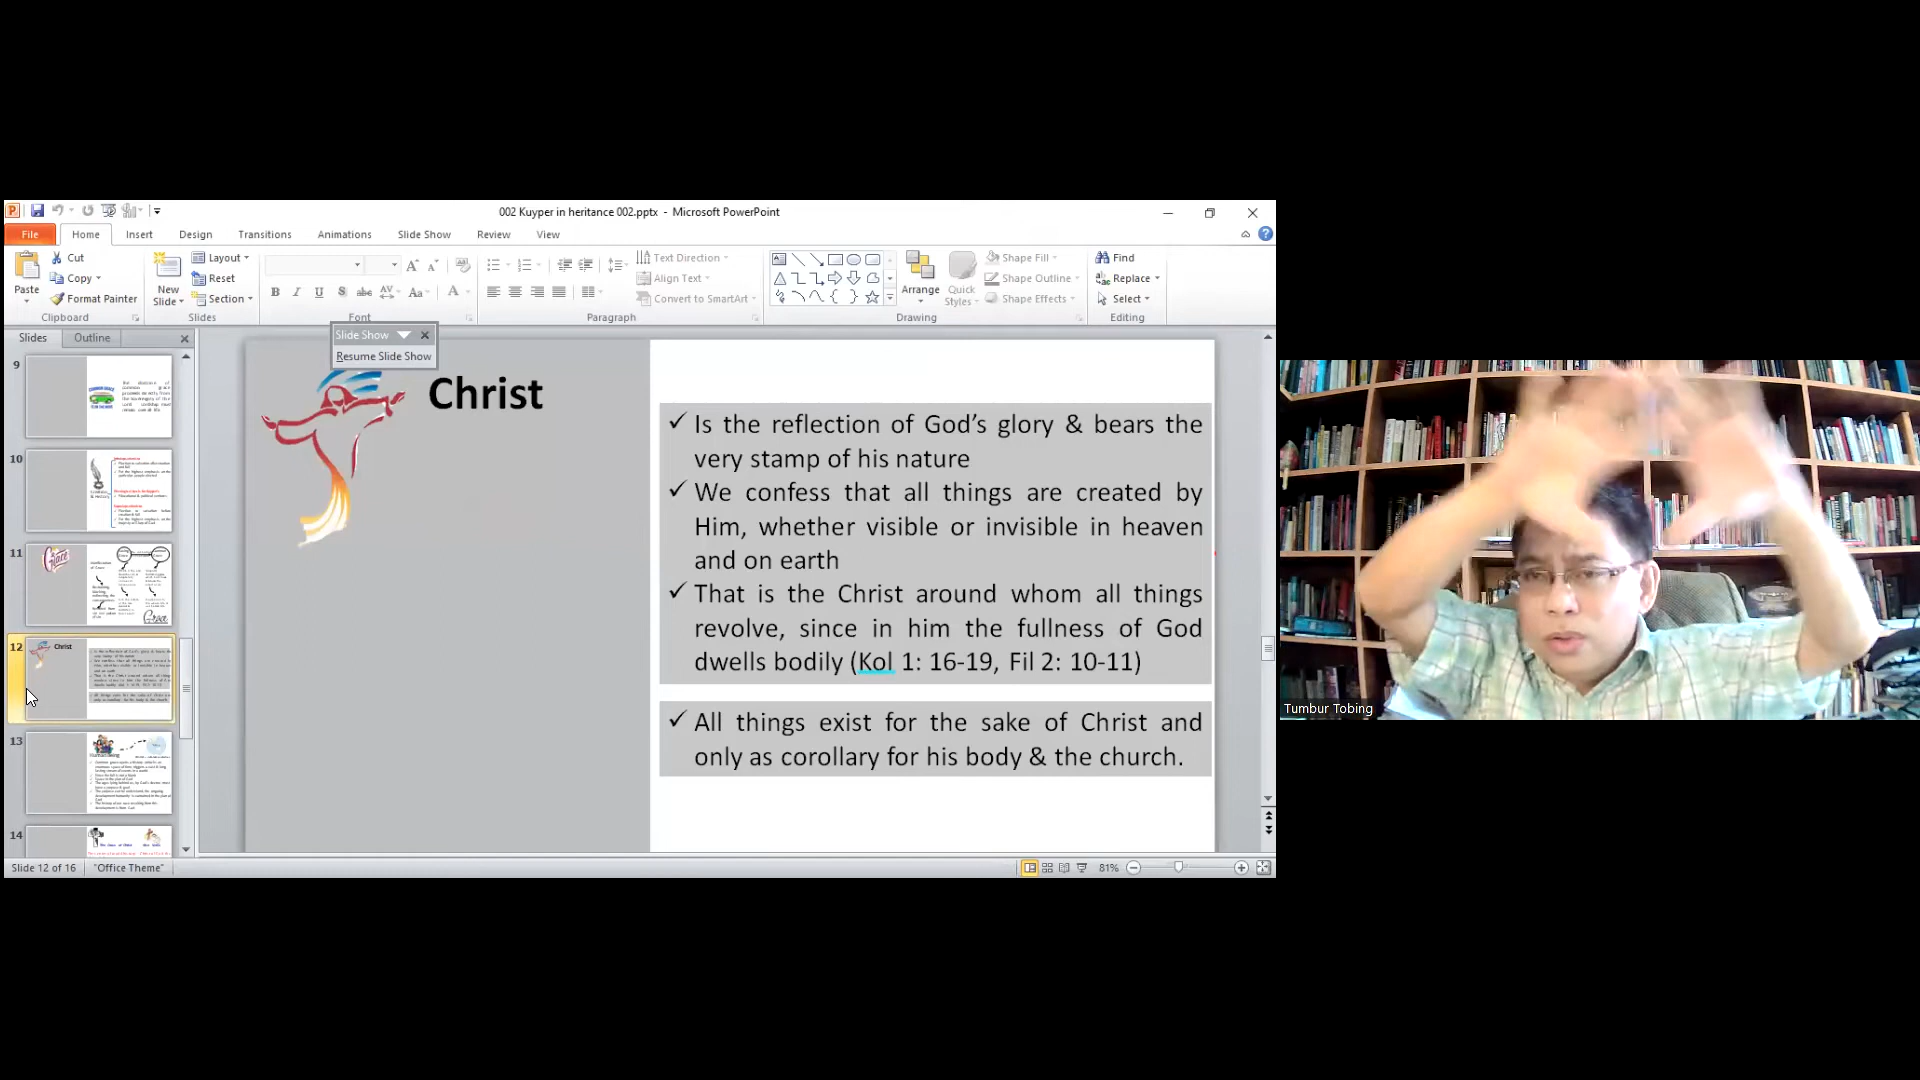 002 Kuyper in heritance 002.pptx - Microsoft PowerPoint
File Home Insert Design Transitions Animations Slide Show Review View
Paste
Cut
Copy
Format Painter
Clipboard
New Slide
Layout
Reset
Section
Slides
Font
Paragraph
Text Direction
Align Text
Convert to SmartArt
Arrange
Quick Styles
Shape Fill
Shape Outline
Shape Effects
Drawing
Find
Replace
Select
Editing
Slides Outline
Slide Show
Resume Slide Show
9
10
11
12
Christ
13
14
Christ
✓ Is the reflection of God’s glory & bears the
very stamp of his nature
✓ We confess that all things are created by
Him, whether visible or invisible in heaven
and on earth
✓ That is the Christ around whom all things
revolve, since in him the fullness of God
dwells bodily (Kol 1: 16-19, Fil 2: 10-11)
✓ All things exist for the sake of Christ and
only as corollary for his body & the church.
Slide 12 of 16 "Office Theme" 81%
Tumbur Tobing